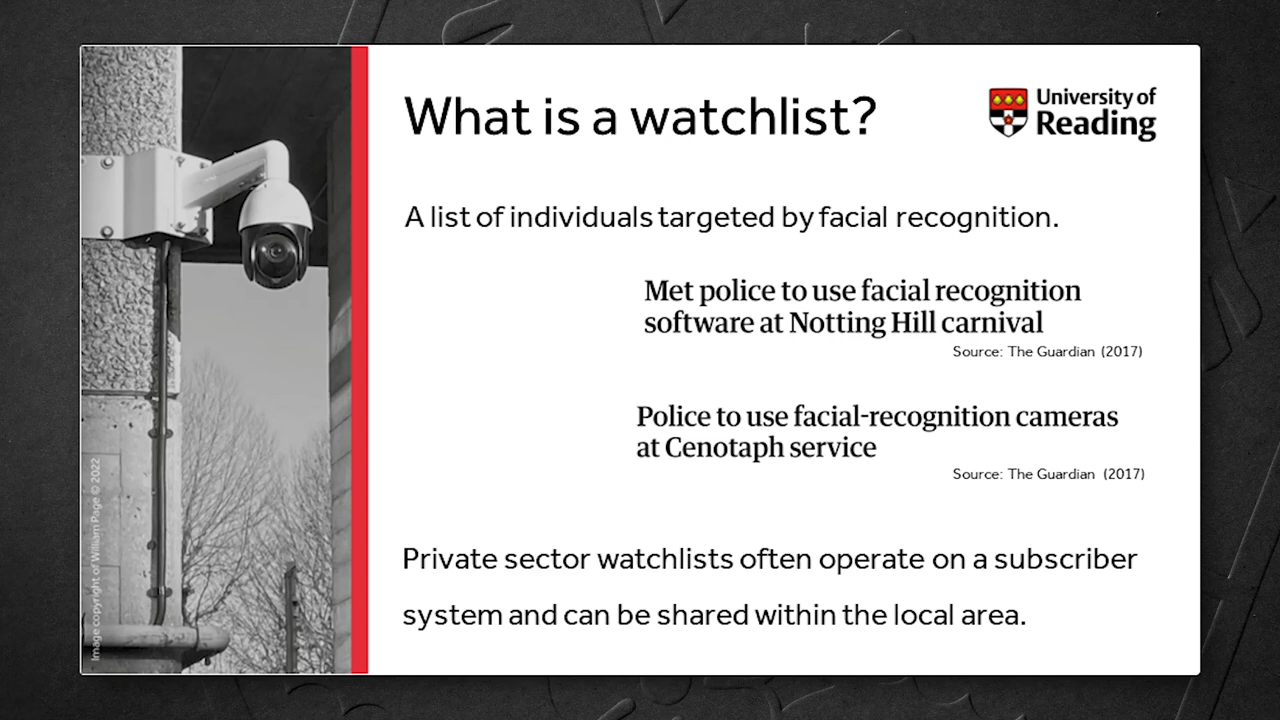 What is a watchlist?
University of
Reading
A list of individuals targeted by facial recognition.
Met police to use facial recognition
software at Notting Hill carnival
Source: The Guardian (2017)
Police to use facial-recognition cameras
at Cenotaph service
Source: The Guardian (2017)
Private sector watchlists often operate on a subscriber
system and can be shared within the local area.
Image copyright of William Page © 2022